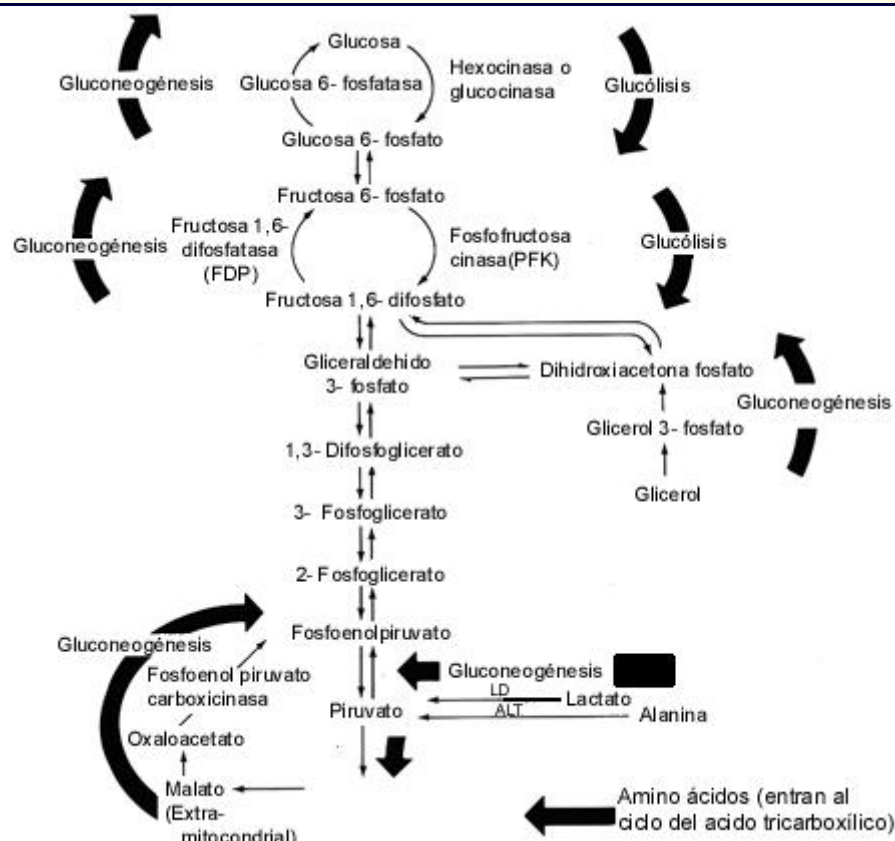 Glucosa
Gluconeogénesis
Glucosa 6- fosfatasa
Hexocinasa o
glucocinasa
Glucólisis
Glucosa 6- fosfato
Fructosa 6- fosfato
Gluconeogénesis
Fructosa 1,6-
difosfatasa
(FDP)
Fosfofructosa
cinasa(PFK)
Glucólisis
Fructosa 1,6- difosfato
Gliceraldehido
3- fosfato
Dihidroxiacetona fosfato
Gluconeogénesis
Glicerol 3- fosfato
Glicerol
1,3- Difosfoglicerato
3- Fosfoglicerato
2- Fosfoglicerato
Fosfoenolpiruvato
Gluconeogénesis
Fosfoenol piruvato
carboxicinasa
Gluconeogénesis
LD
Lactato
Piruvato
ALT
Alanina
Oxaloacetato
Malato
(Extra-
mitocondrial)
Amino ácidos (entran al
ciclo del acido tricarboxílico)